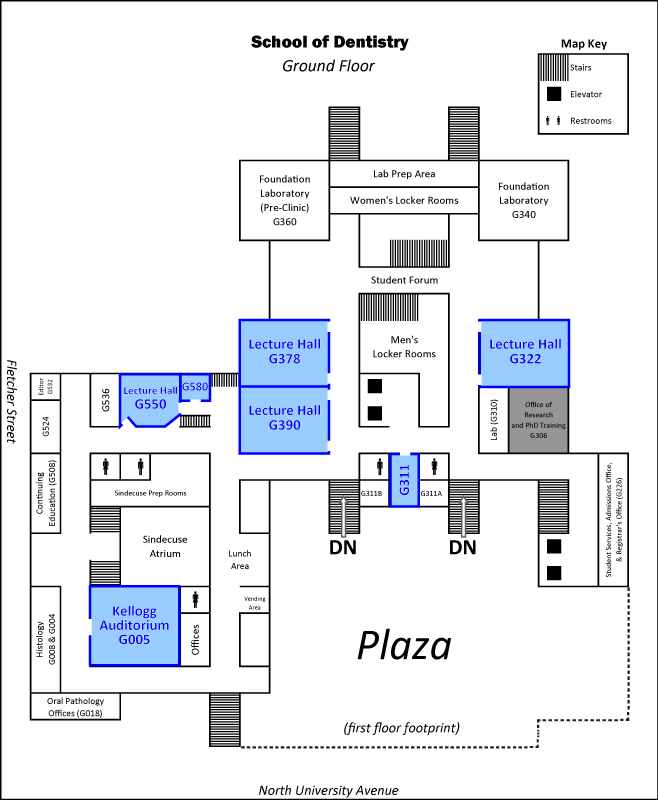 School of Dentistry
Ground Floor
Map Key
Stairs
Elevator
Restrooms
Lab Prep Area
Women's Locker Rooms
Foundation
Laboratory
(Pre-Clinic)
G360
Foundation
Laboratory
G340
Student Forum
Men's
Locker Rooms
Lecture Hall
G378
Lecture Hall
G390
Lecture Hall
G322
Lab (G310)
Office of
Research
and PhD Training
G306
Fletcher Street
Editor
G532
G524
G536
Lecture Hall
G550
G580
Continuing
Education (G508)
Sindecuse Prep Rooms
Sindecuse
Atrium
Lunch
Area
Vending
Area
G311B
G311
G311A
DN
DN
Student Services, Admissions Office,
& Registrar's Office (G226)
Histology
G008 & G004
Kellogg
Auditorium
G005
Offices
Oral Pathology
Offices (G018)
Plaza
(first floor footprint)
North University Avenue